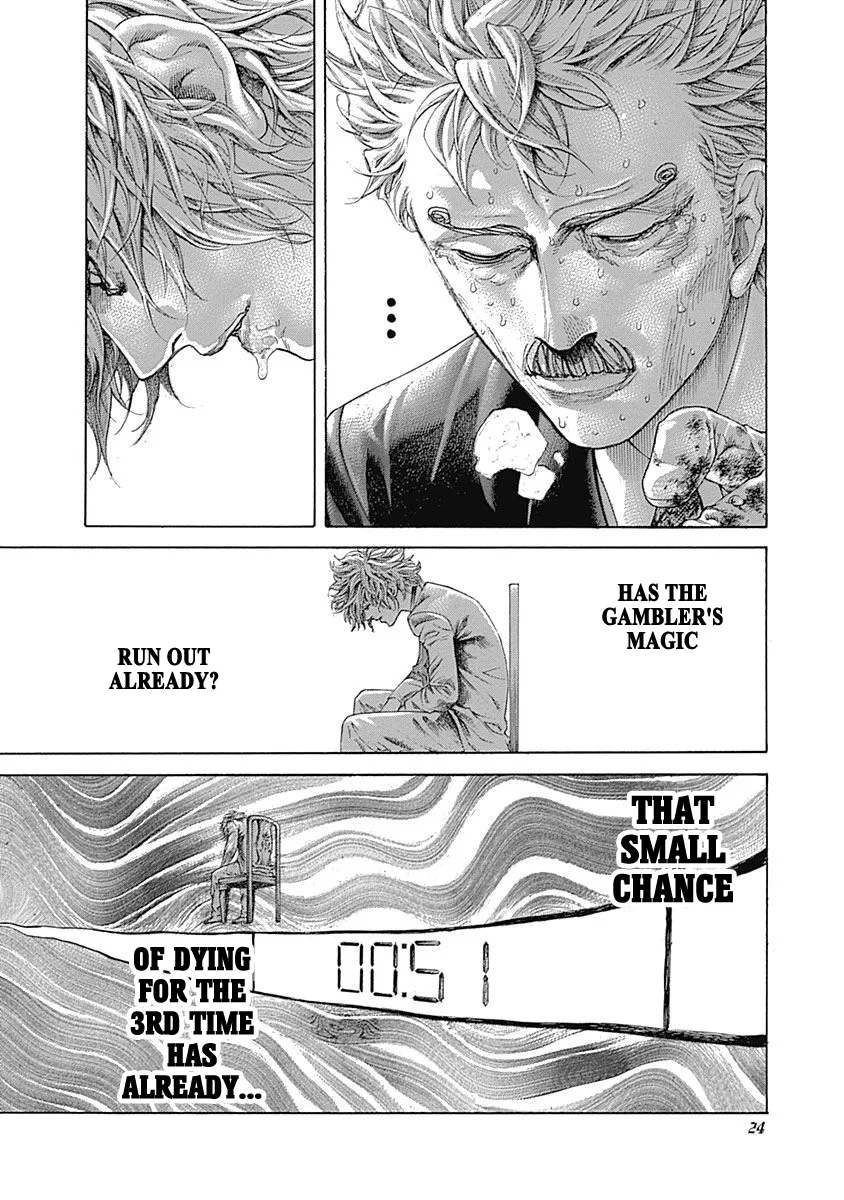 ...
HAS THE
GAMBLER'S
MAGIC
RUN OUT
ALREADY?
THAT
SMALL
CHANCE
00:51
OF DYING
FOR THE
3RD TIME
HAS
ALREADY...
24